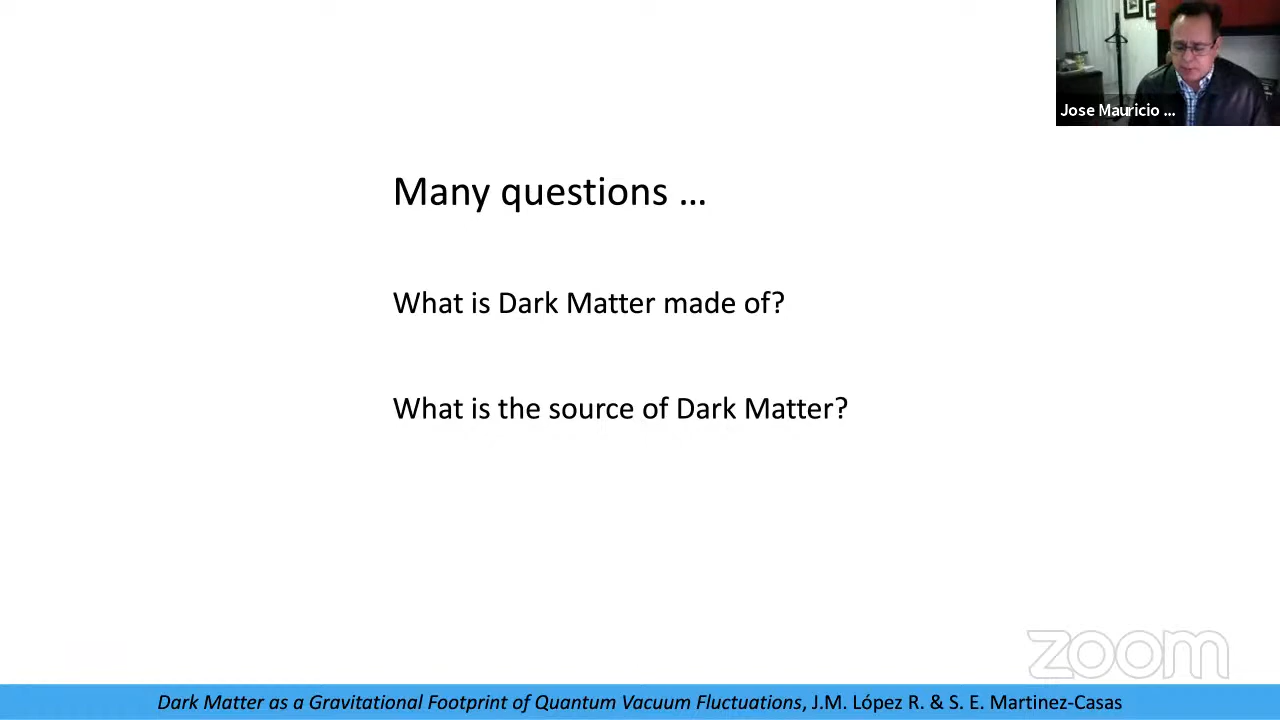 Jose Mauricio ...
Many questions ...
What is Dark Matter made of?
What is the source of Dark Matter?
zoom
Dark Matter as a Gravitational Footprint of Quantum Vacuum Fluctuations, J.M. López R. & S. E. Martinez-Casas